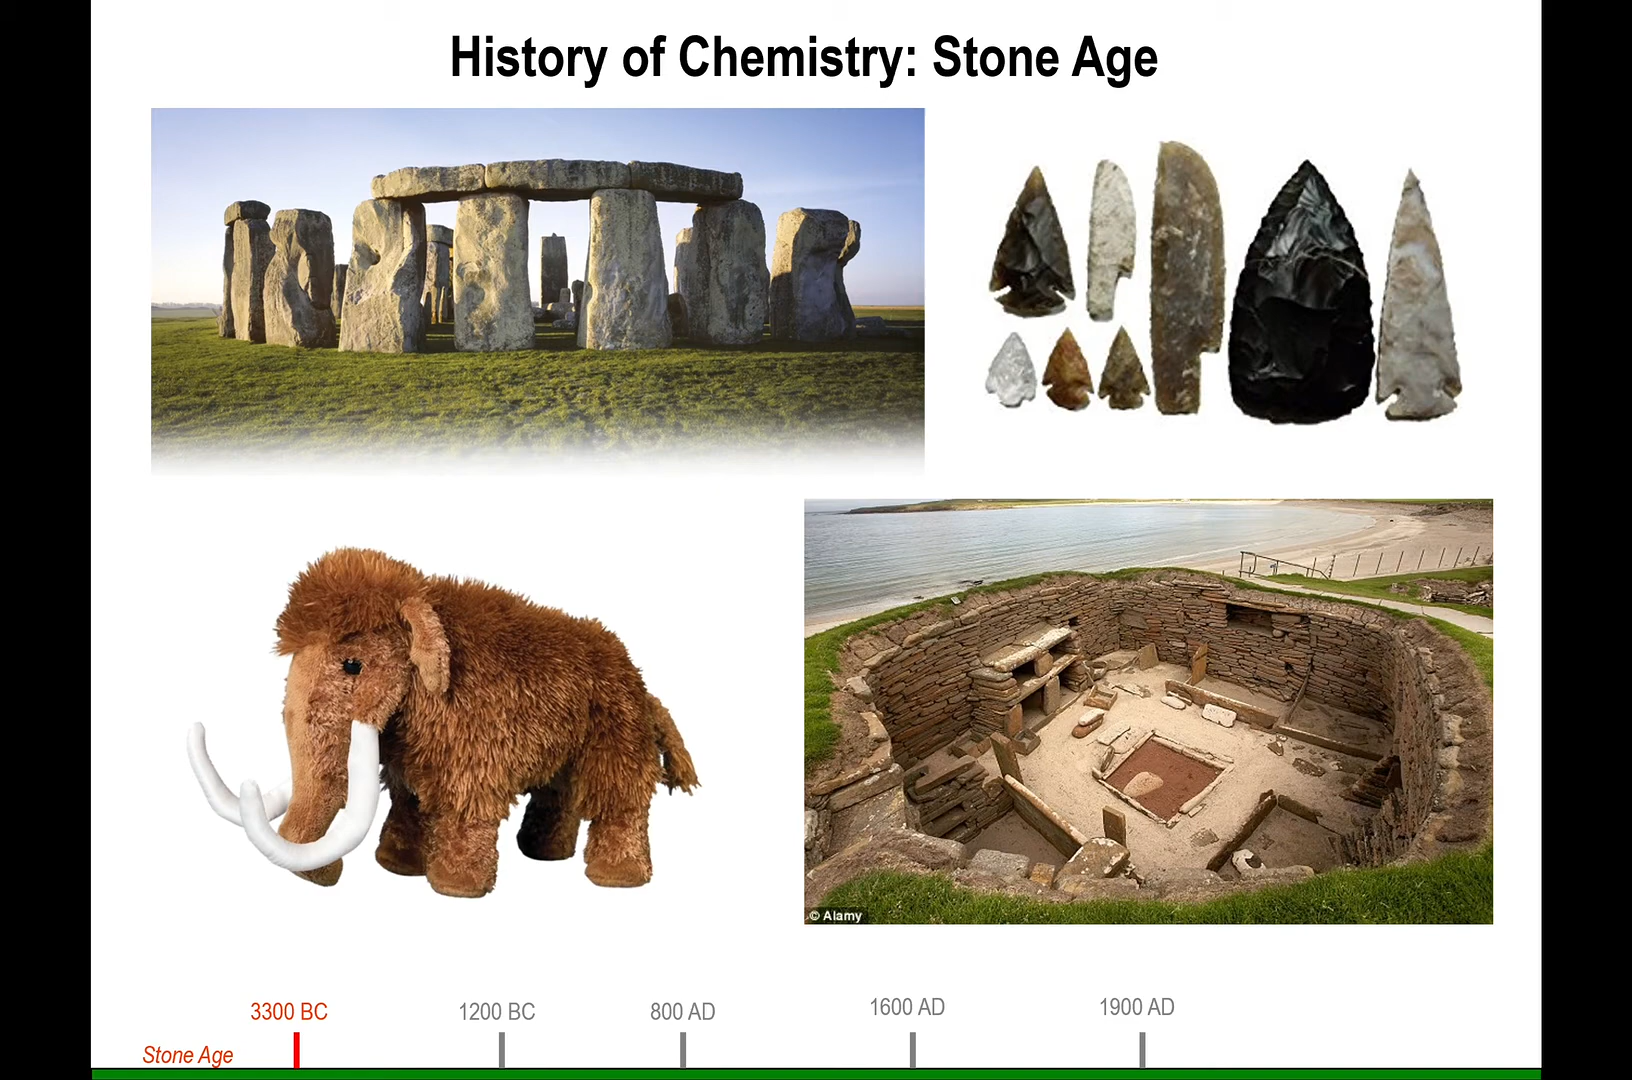 History of Chemistry: Stone Age
© Alamy
3300 BC
1200 BC
800 AD
1600 AD
1900 AD
Stone Age